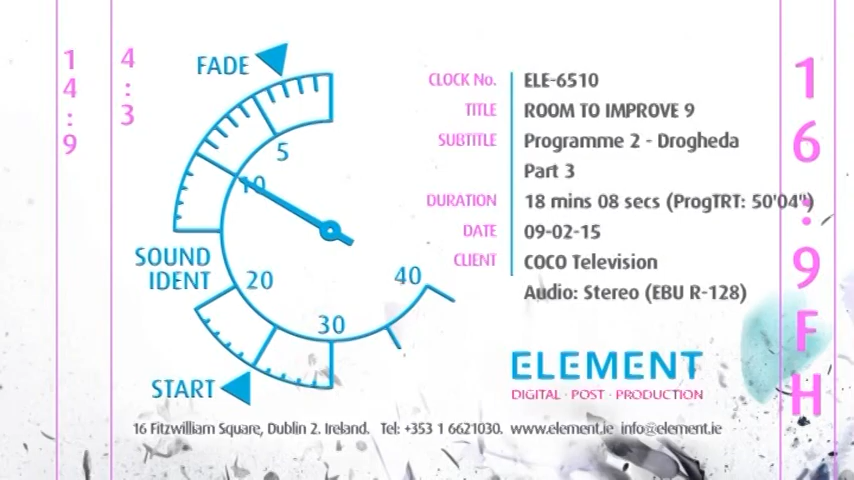 14:9
4:3
FADE
5
10
SOUND
IDENT
20
30
40
START
CLOCK No. ELE-6510
TITLE ROOM TO IMPROVE 9
SUBTITLE Programme 2 - Drogheda
Part 3
DURATION 18 mins 08 secs (ProgTRT: 50'04")
DATE 09-02-15
CLIENT COCO Television
Audio: Stereo (EBU R-128)
16:9FH
ELEMENT
DIGITAL · POST · PRODUCTION
16 Fitzwilliam Square, Dublin 2. Ireland. Tel: +353 1 6621030. www.element.ie info@element.ie